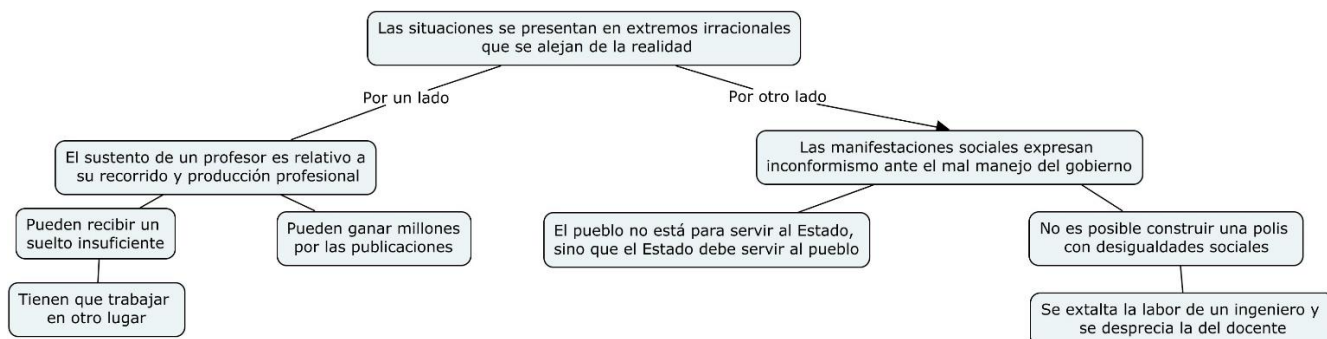 Las situaciones se presentan en extremos irracionales
que se alejan de la realidad
Por un lado
Por otro lado
El sustento de un profesor es relativo a
su recorrido y producción profesional
Las manifestaciones sociales expresan
inconformismo ante el mal manejo del gobierno
Pueden recibir un
suelto insuficiente
Pueden ganar millones
por las publicaciones
El pueblo no está para servir al Estado,
sino que el Estado debe servir al pueblo
No es posible construir una polis
con desigualdades sociales
Tienen que trabajar
en otro lugar
Se extalta la labor de un ingeniero y
se desprecia la del docente